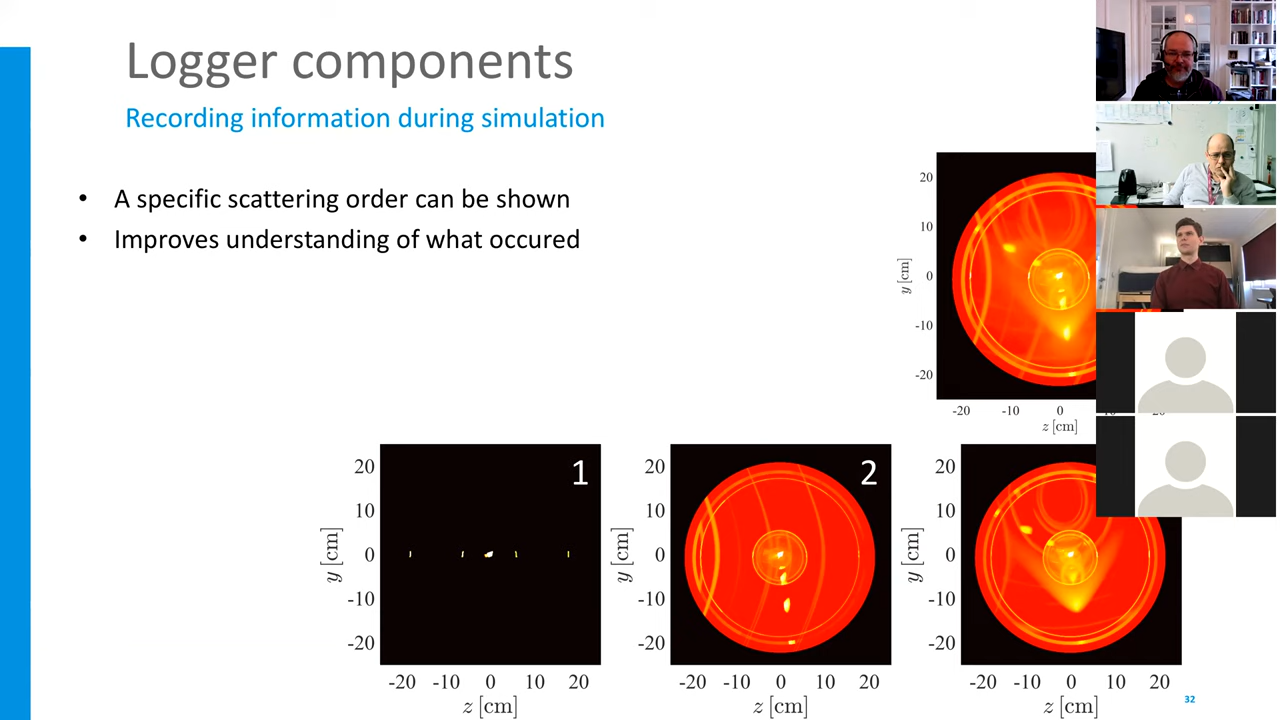 Logger components
Recording information during simulation
• A specific scattering order can be shown
• Improves understanding of what occured
20
10
0
-10
-20
y [cm]
-20 -10 0
z [cm]
1
20
10
0
-10
-20
y [cm]
-20 -10 0 10 20
z [cm]
2
20
10
0
-10
-20
y [cm]
-20 -10 0 10 20
z [cm]
20
10
0
-10
-20
y [cm]
-20 -10 0 10 20
z [cm]
32